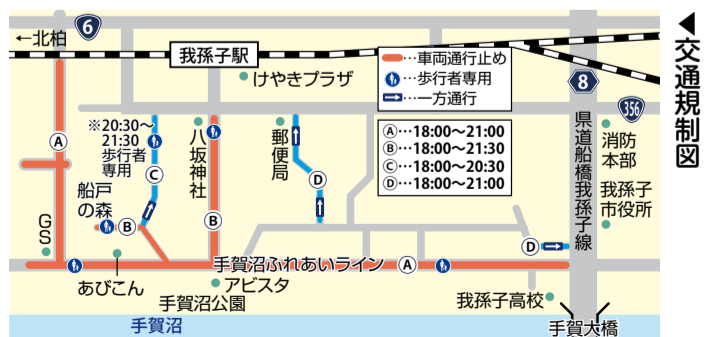 ◀交通規制図
←北柏
6
我孫子駅
けやきプラザ
…車両通行止め
…歩行者専用
…一方通行
8
356
Ⓐ…18:00～21:00
Ⓑ…18:00～21:30
Ⓒ…18:00～20:30
Ⓓ…18:00～21:00
Ⓐ
※20:30～
21:30
歩行者
専用
Ⓒ
八坂神社
郵便局
Ⓓ
県道船橋我孫子線
消防
本部
我孫子
市役所
船戸
の森
Ⓑ
Ⓑ
GS
Ⓓ
手賀沼ふれあいライン
Ⓐ
あびこん
アビスタ
手賀沼公園
我孫子高校
手賀沼
手賀大橋